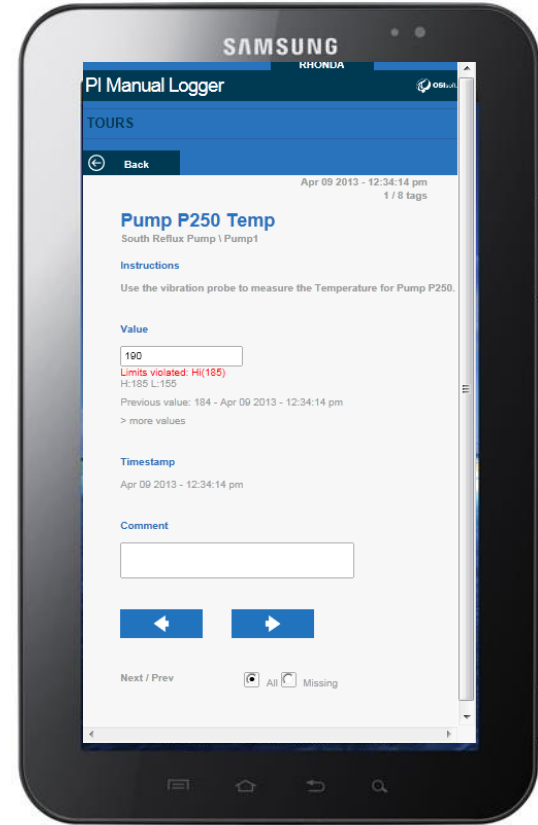 SAMSUNG
RHONDA
PI Manual Logger
OSIsoft.
TOURS
Back
Apr 09 2013 - 12:34:14 pm
1 / 8 tags
Pump P250 Temp
South Reflux Pump \ Pump1
Instructions
Use the vibration probe to measure the Temperature for Pump P250.
Value
190
Limits violated: Hi(185)
H:185 L:155
Previous value: 184 - Apr 09 2013 - 12:34:14 pm
> more values
Timestamp
Apr 09 2013 - 12:34:14 pm
Comment
Next / Prev All Missing